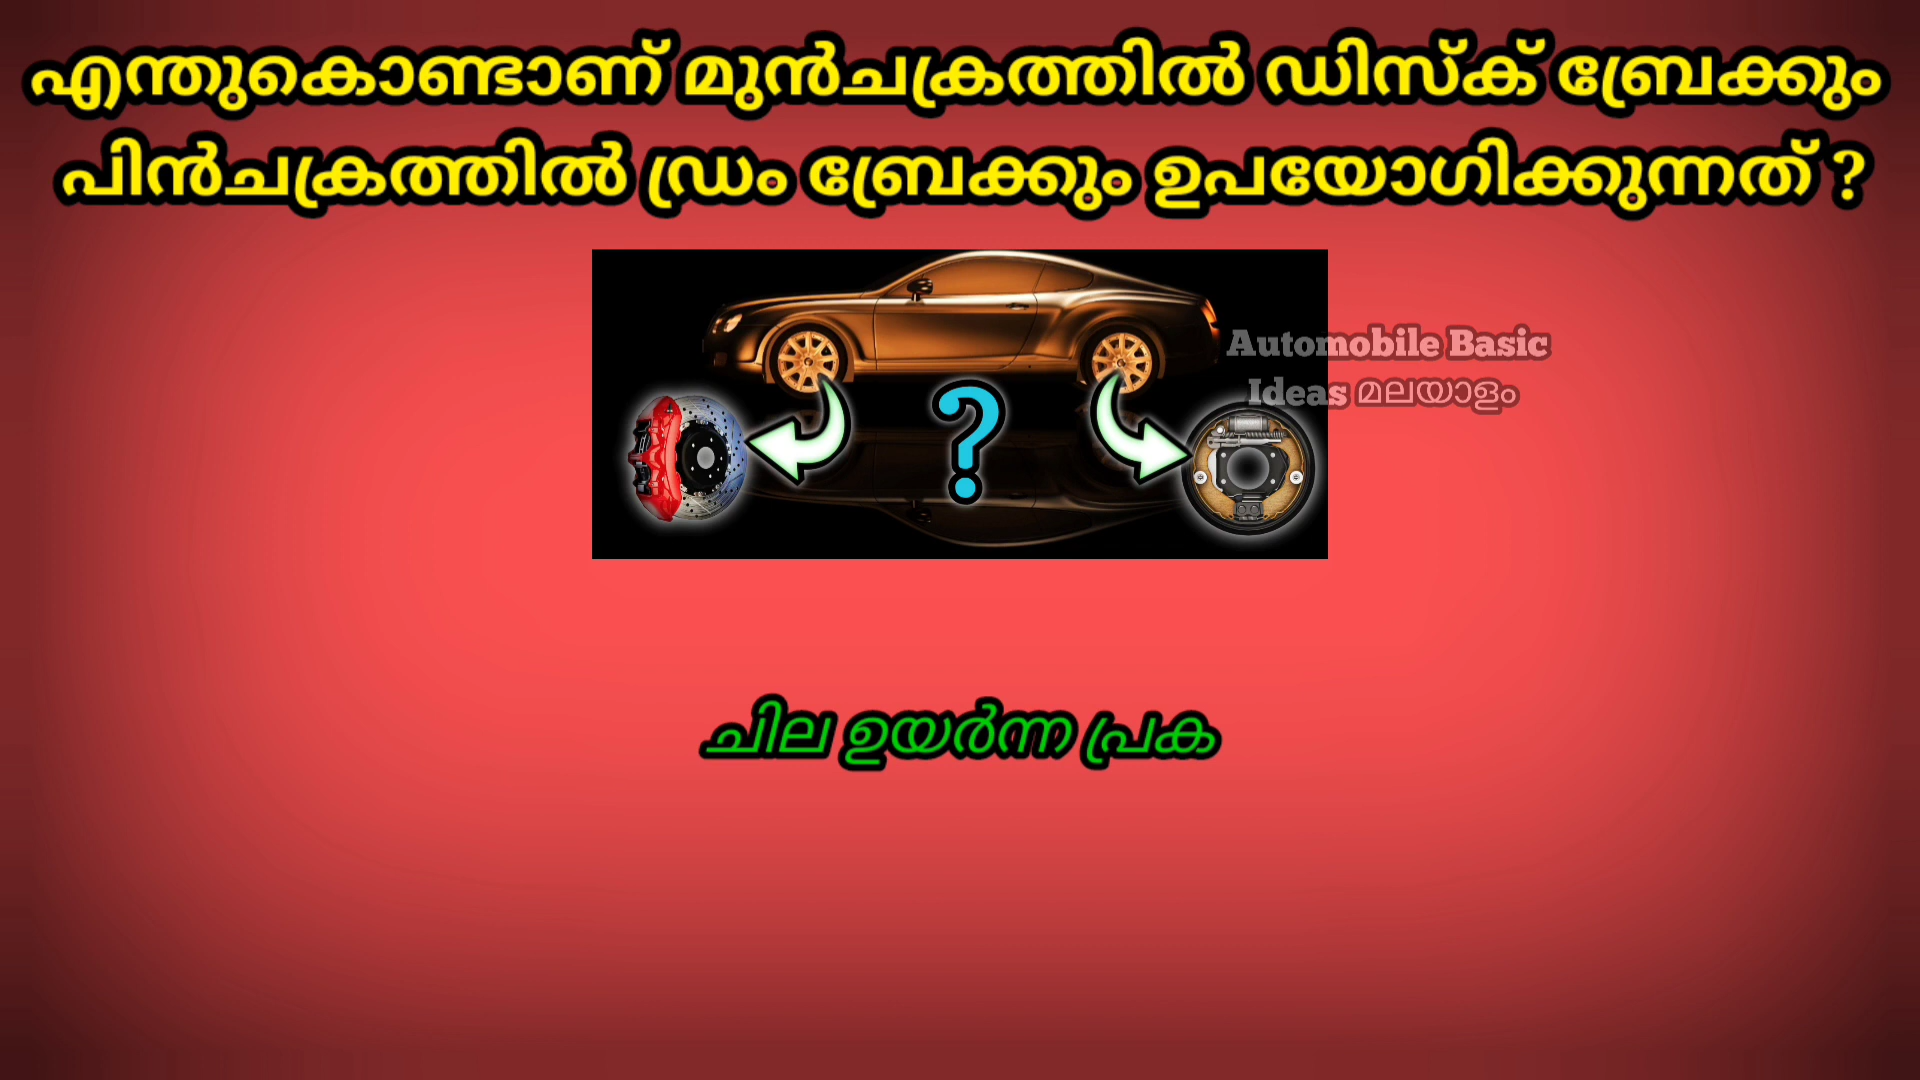 എന്തുകൊണ്ടാണ് മുൻചക്രത്തിൽ ഡിസ്ക് ബ്രേക്കും
പിൻചക്രത്തിൽ ഡ്രം ബ്രേക്കും ഉപയോഗിക്കുന്നത് ?
Automobile Basic
Ideas മലയാളം
?
ചില ഉയർന്ന പ്രക